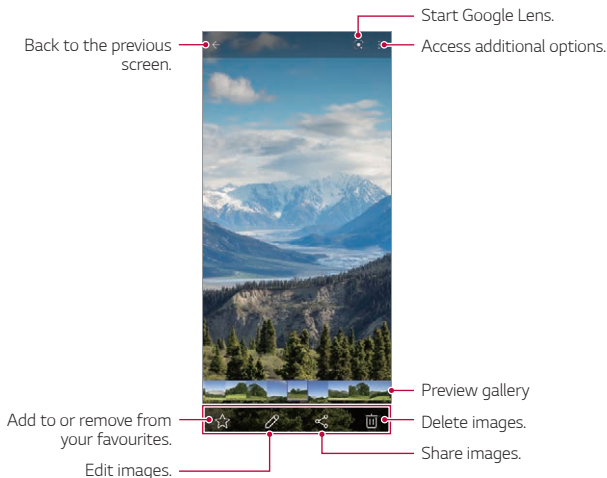 Start Google Lens.
Back to the previous
screen.
Access additional options.
Preview gallery
Add to or remove from
your favourites.
Delete images.
Share images.
Edit images.